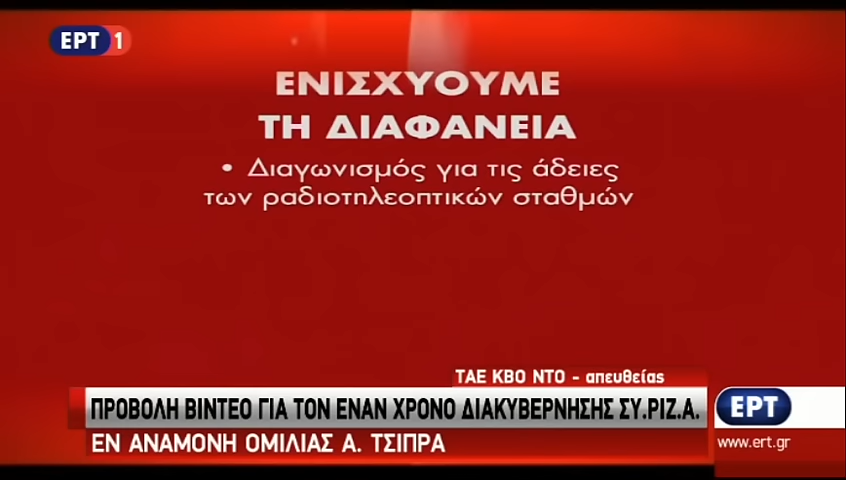 ΕΡΤ 1
ΕΝΙΣΧΥΟΥΜΕ
ΤΗ ΔΙΑΦΑΝΕΙΑ
• Διαγωνισμός για τις άδειες
των ραδιοτηλεοπτικών σταθμών
ΤΑΕ ΚΒΟ ΝΤΟ - απευθείας
ΠΡΟΒΟΛΗ ΒΙΝΤΕΟ ΓΙΑ ΤΟΝ ΕΝΑΝ ΧΡΟΝΟ ΔΙΑΚΥΒΕΡΝΗΣΗΣ ΣΥ.ΡΙΖ.Α.
ΕΡΤ
ΕΝ ΑΝΑΜΟΝΗ ΟΜΙΛΙΑΣ Α. ΤΣΙΠΡΑ
www.ert.gr